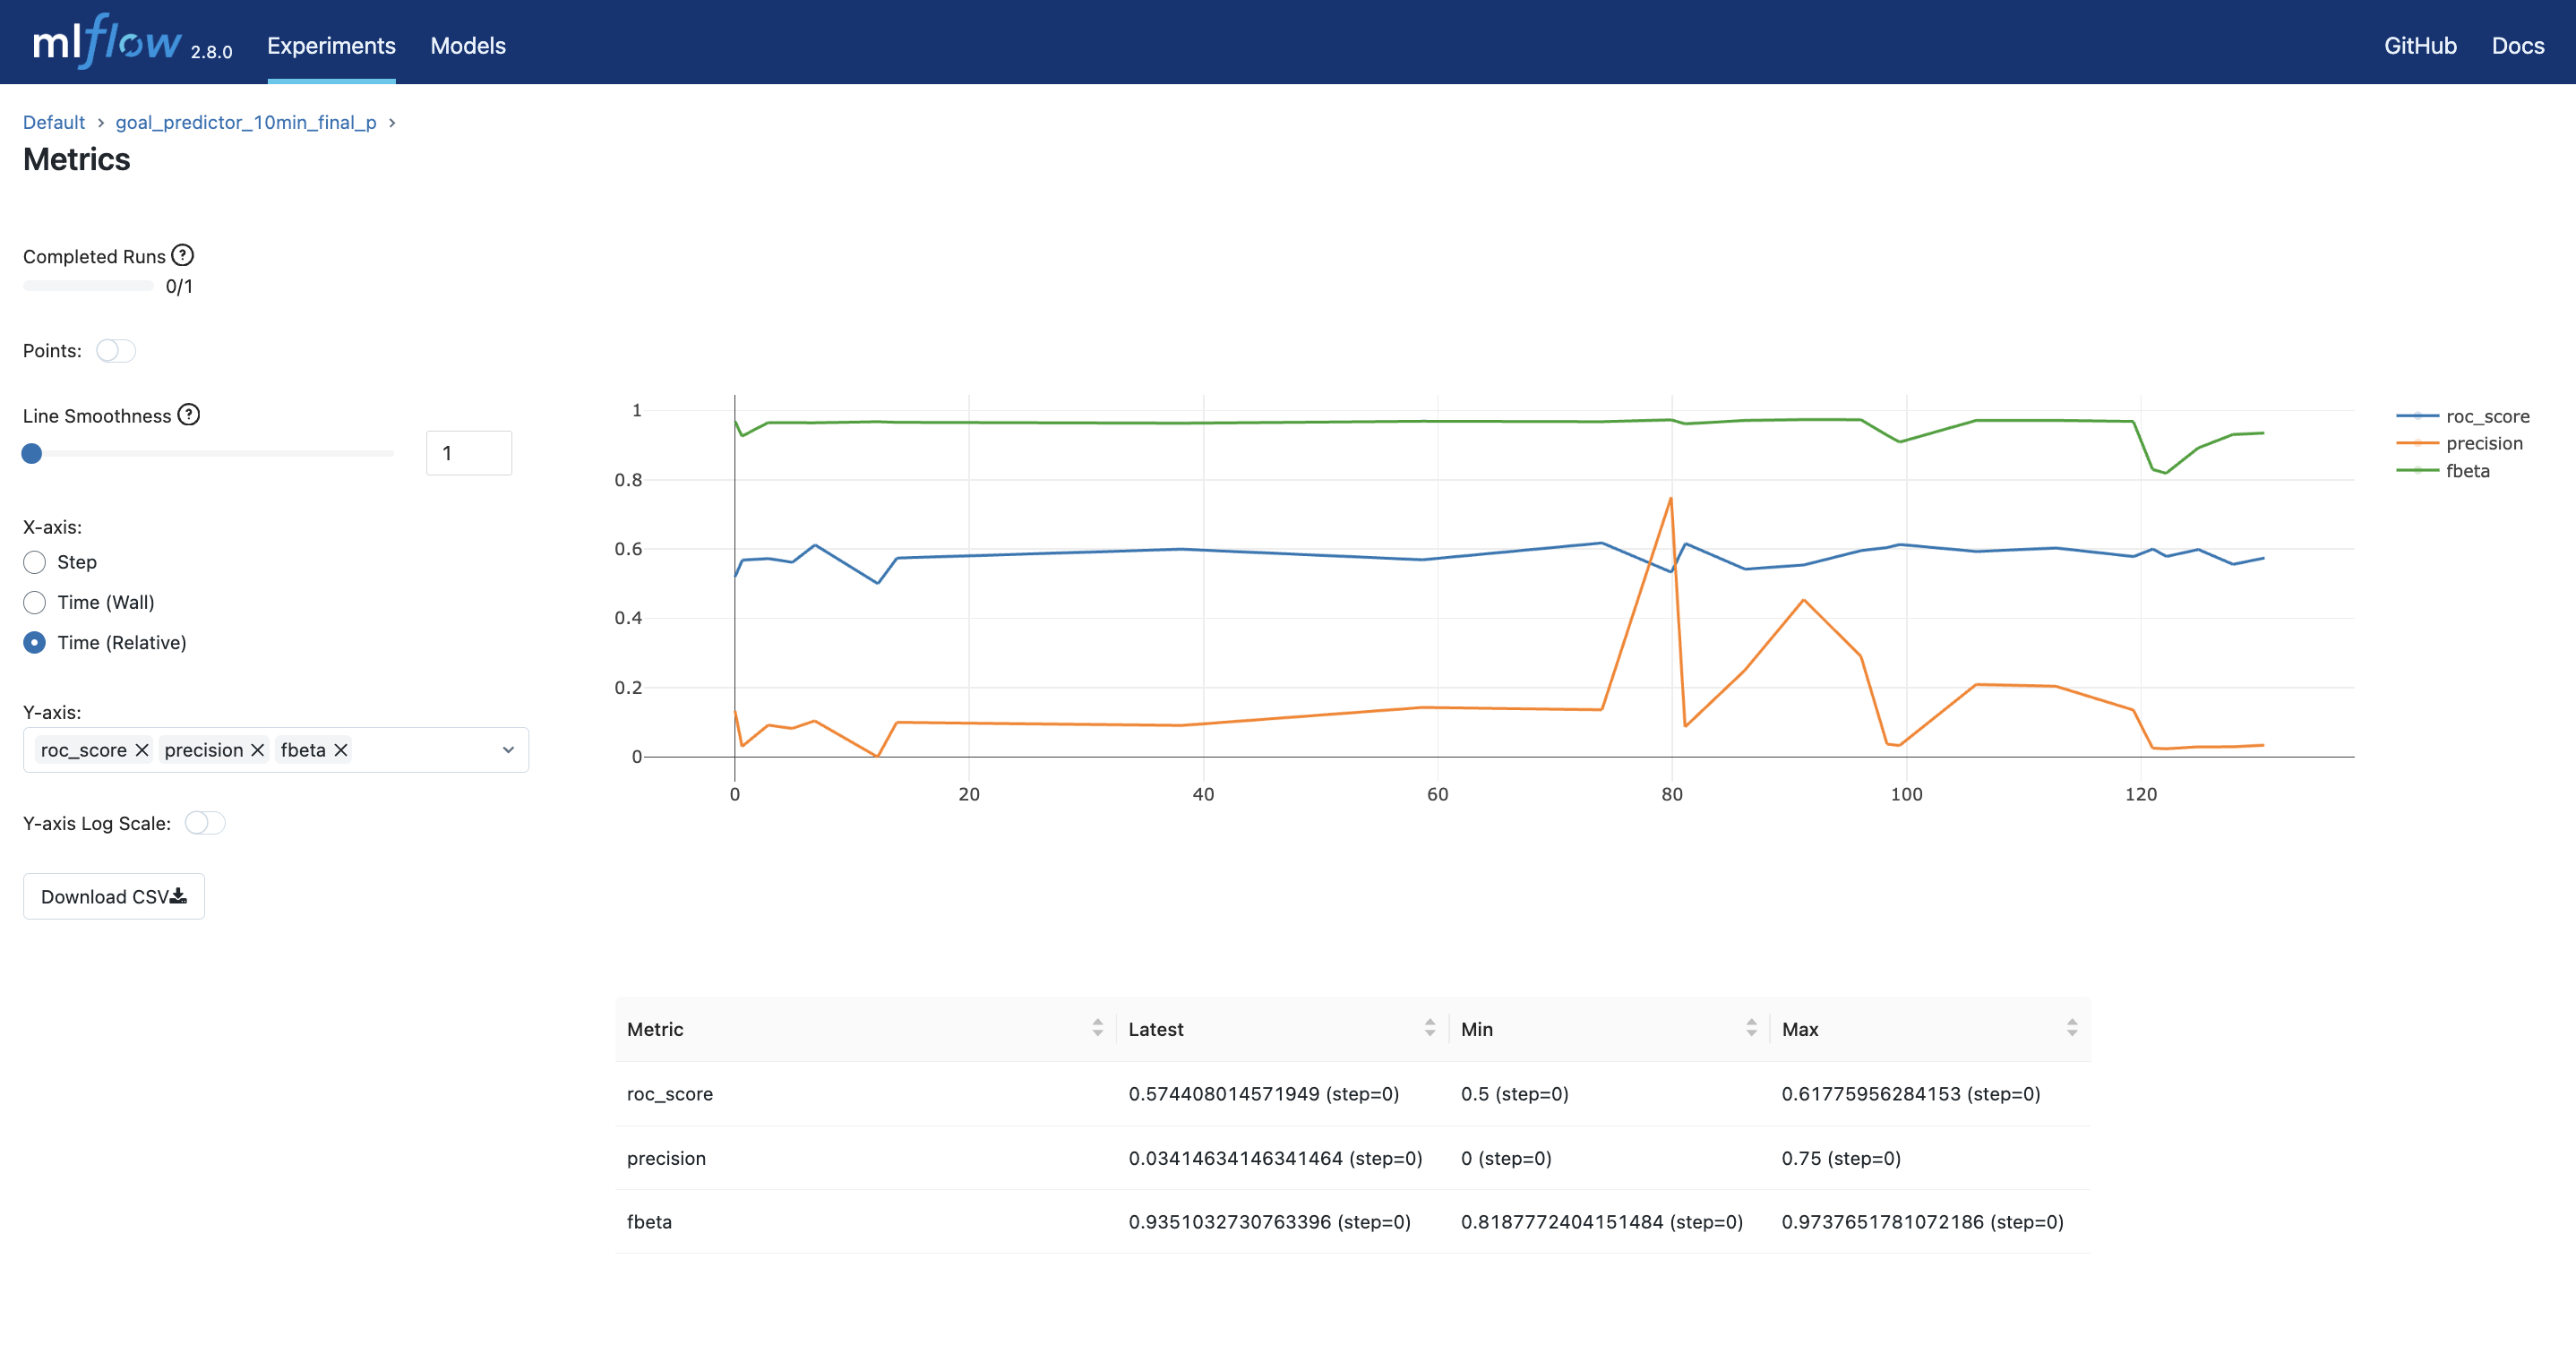 mlflow 2.8.0 Experiments Models GitHub Docs
Default > goal_predictor_10min_final_p >
Metrics
Completed Runs ?
0/1
Points:
Line Smoothness ?
1
X-axis:
Step
Time (Wall)
Time (Relative)
Y-axis:
roc_score × precision × fbeta ×
Y-axis Log Scale:
Download CSV
1
0.8
0.6
0.4
0.2
0
0 20 40 60 80 100 120
roc_score
precision
fbeta
Metric Latest Min Max
roc_score 0.574408014571949 (step=0) 0.5 (step=0) 0.61775956284153 (step=0)
precision 0.03414634146341464 (step=0) 0 (step=0) 0.75 (step=0)
fbeta 0.9351032730763396 (step=0) 0.8187772404151484 (step=0) 0.9737651781072186 (step=0)